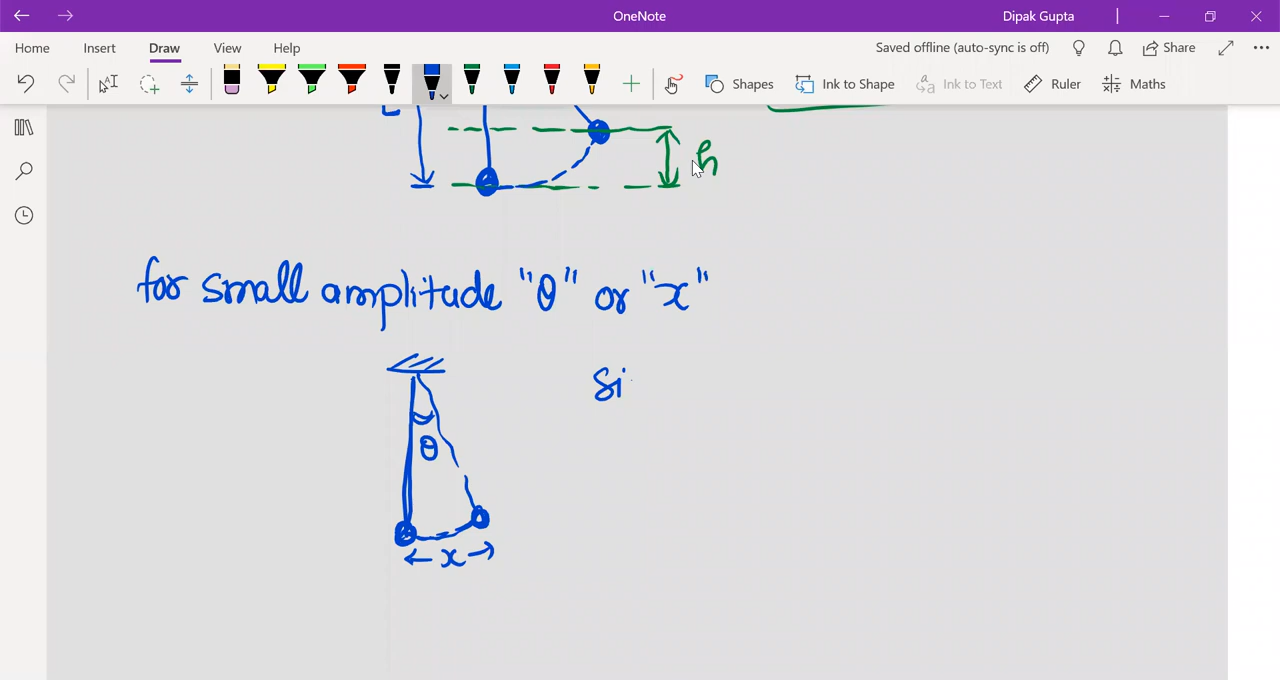 OneNote
Dipak Gupta
Home Insert Draw View Help
Saved offline (auto-sync is off)
Share
Shapes
Ink to Shape
Ink to Text
Ruler
Maths
L
h
for small amplitude "θ" or "x"
Si
θ
x